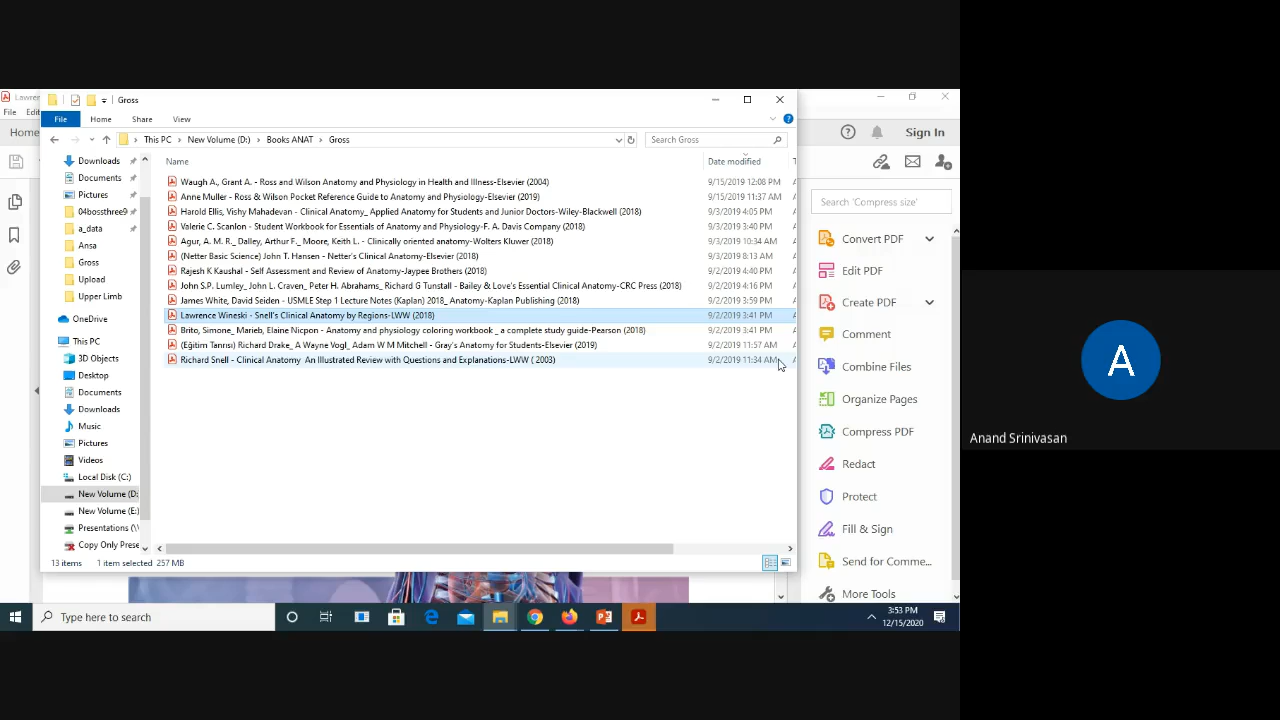 Gross
File
Home
Share
View
This PC > New Volume (D:) > Books ANAT > Gross
Search Gross
Name
Date modified
Waugh A., Grant A. - Ross and Wilson Anatomy and Physiology in Health and Illness-Elsevier (2004) 9/15/2019 12:08 PM
Anne Muller - Ross & Wilson Pocket Reference Guide to Anatomy and Physiology-Elsevier (2019) 9/15/2019 11:37 AM
Harold Ellis, Vishy Mahadevan - Clinical Anatomy_ Applied Anatomy for Students and Junior Doctors-Wiley-Blackwell (2018) 9/3/2019 4:05 PM
Valerie C. Scanlon - Student Workbook for Essentials of Anatomy and Physiology-F. A. Davis Company (2018) 9/3/2019 3:40 PM
Agur, A. M. R._ Dalley, Arthur F._ Moore, Keith L. - Clinically oriented anatomy-Wolters Kluwer (2018) 9/3/2019 10:34 AM
(Netter Basic Science) John T. Hansen - Netter's Clinical Anatomy-Elsevier (2018) 9/3/2019 8:13 AM
Rajesh K Kaushal - Self Assessment and Review of Anatomy-Jaypee Brothers (2018) 9/2/2019 4:40 PM
John S.P. Lumley_ John L. Craven_ Peter H. Abrahams_ Richard G Tunstall - Bailey & Love's Essential Clinical Anatomy-CRC Press (2018) 9/2/2019 4:16 PM
James White, David Seiden - USMLE Step 1 Lecture Notes (Kaplan) 2018_ Anatomy-Kaplan Publishing (2018) 9/2/2019 3:59 PM
Lawrence Wineski - Snell's Clinical Anatomy by Regions-LWW (2018) 9/2/2019 3:41 PM
Brito, Simone_ Marieb, Elaine Nicpon - Anatomy and physiology coloring workbook _ a complete study guide-Pearson (2018) 9/2/2019 3:41 PM
(Eğitim Tanrısı) Richard Drake_ A Wayne Vogl_ Adam W M Mitchell - Gray's Anatomy for Students-Elsevier (2019) 9/2/2019 11:57 AM
Richard Snell - Clinical Anatomy An Illustrated Review with Questions and Explanations-LWW ( 2003) 9/2/2019 11:34 AM
Downloads
Documents
Pictures
04bossthree9
a_data
Ansa
Gross
Upload
Upper Limb
OneDrive
This PC
3D Objects
Desktop
Documents
Downloads
Music
Pictures
Videos
Local Disk (C:)
New Volume (D:
New Volume (E:)
Presentations (\\
Copy Only Prese
13 items
1 item selected 257 MB
File
Edit
Home
Sign In
Search 'Compress size'
Convert PDF
Edit PDF
Create PDF
Comment
Combine Files
Organize Pages
Compress PDF
Redact
Protect
Fill & Sign
Send for Comme...
More Tools
Type here to search
3:53 PM
12/15/2020
A
Anand Srinivasan